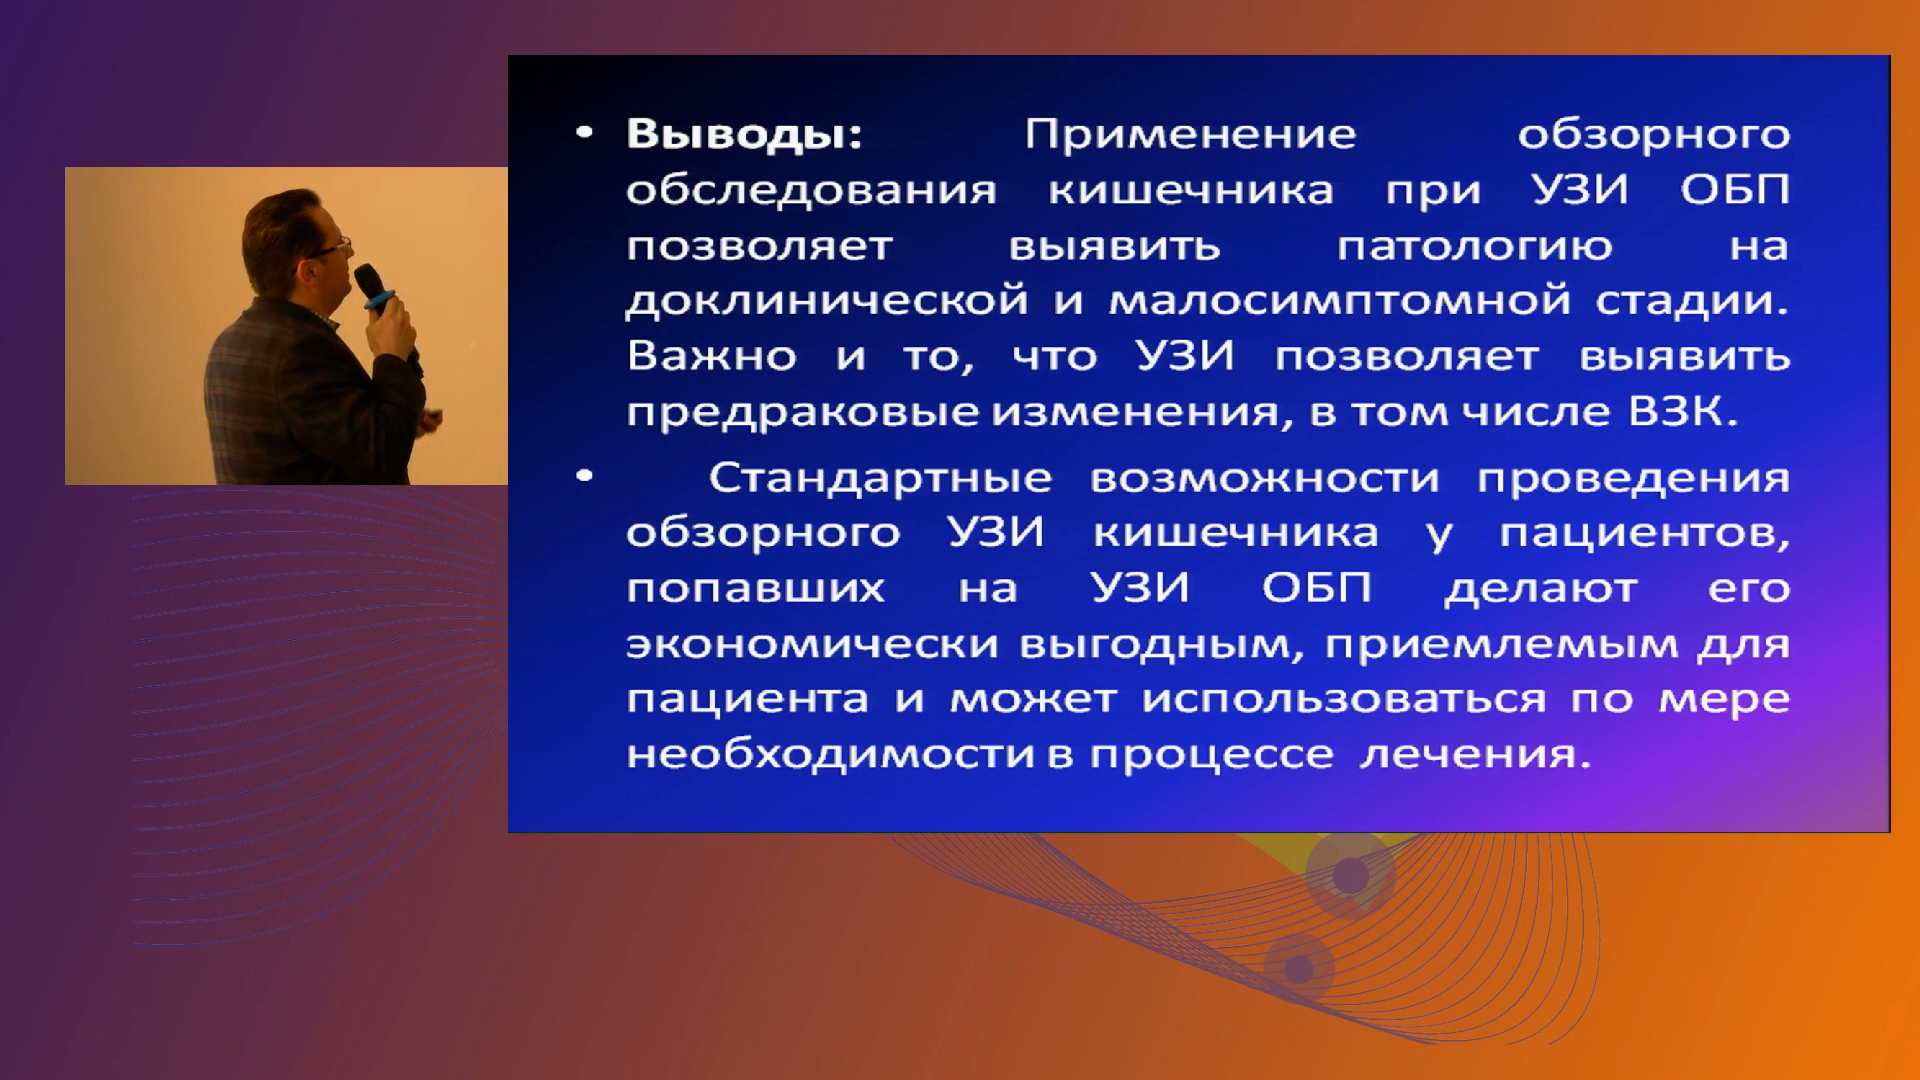 • Выводы: Применение обзорного
обследования кишечника при УЗИ ОБП
позволяет выявить патологию на
доклинической и малосимптомной стадии.
Важно и то, что УЗИ позволяет выявить
предраковые изменения, в том числе ВЗК.
• Стандартные возможности проведения
обзорного УЗИ кишечника у пациентов,
попавших на УЗИ ОБП делают его
экономически выгодным, приемлемым для
пациента и может использоваться по мере
необходимости в процессе лечения.